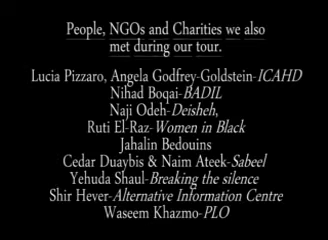 People, NGOs and Charities we also
met during our tour.
Lucia Pizzaro, Angela Godfrey-Goldstein-ICAHD
Nihad Boqai-BADIL
Naji Odeh-Deisheh,
Ruti El-Raz-Women in Black
Jahalin Bedouins
Cedar Duaybis & Naim Ateek-Sabeel
Yehuda Shaul-Breaking the silence
Shir Hever-Alternative Information Centre
Waseem Khazmo-PLO